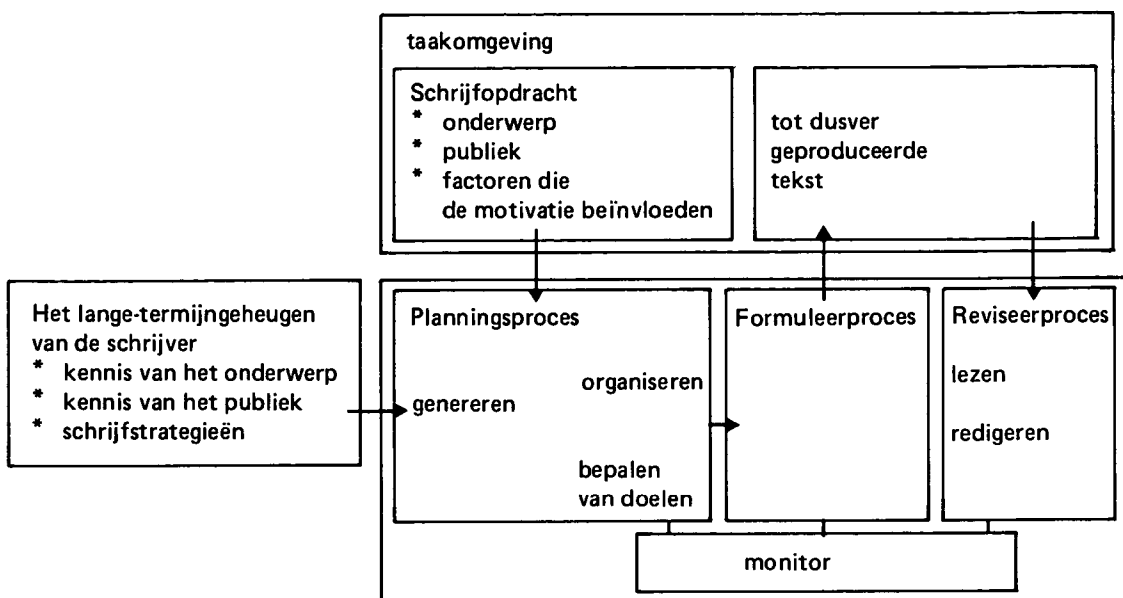 taakomgeving
Schrijfopdracht
* onderwerp
* publiek
* factoren die
de motivatie beïnvloeden
tot dusver
geproduceerde
tekst
Het lange-termijngeheugen
van de schrijver
* kennis van het onderwerp
* kennis van het publiek
* schrijfstrategieën
Planningsproces
organiseren
genereren
bepalen
van doelen
Formuleerproces
Reviseerproces
lezen
redigeren
monitor